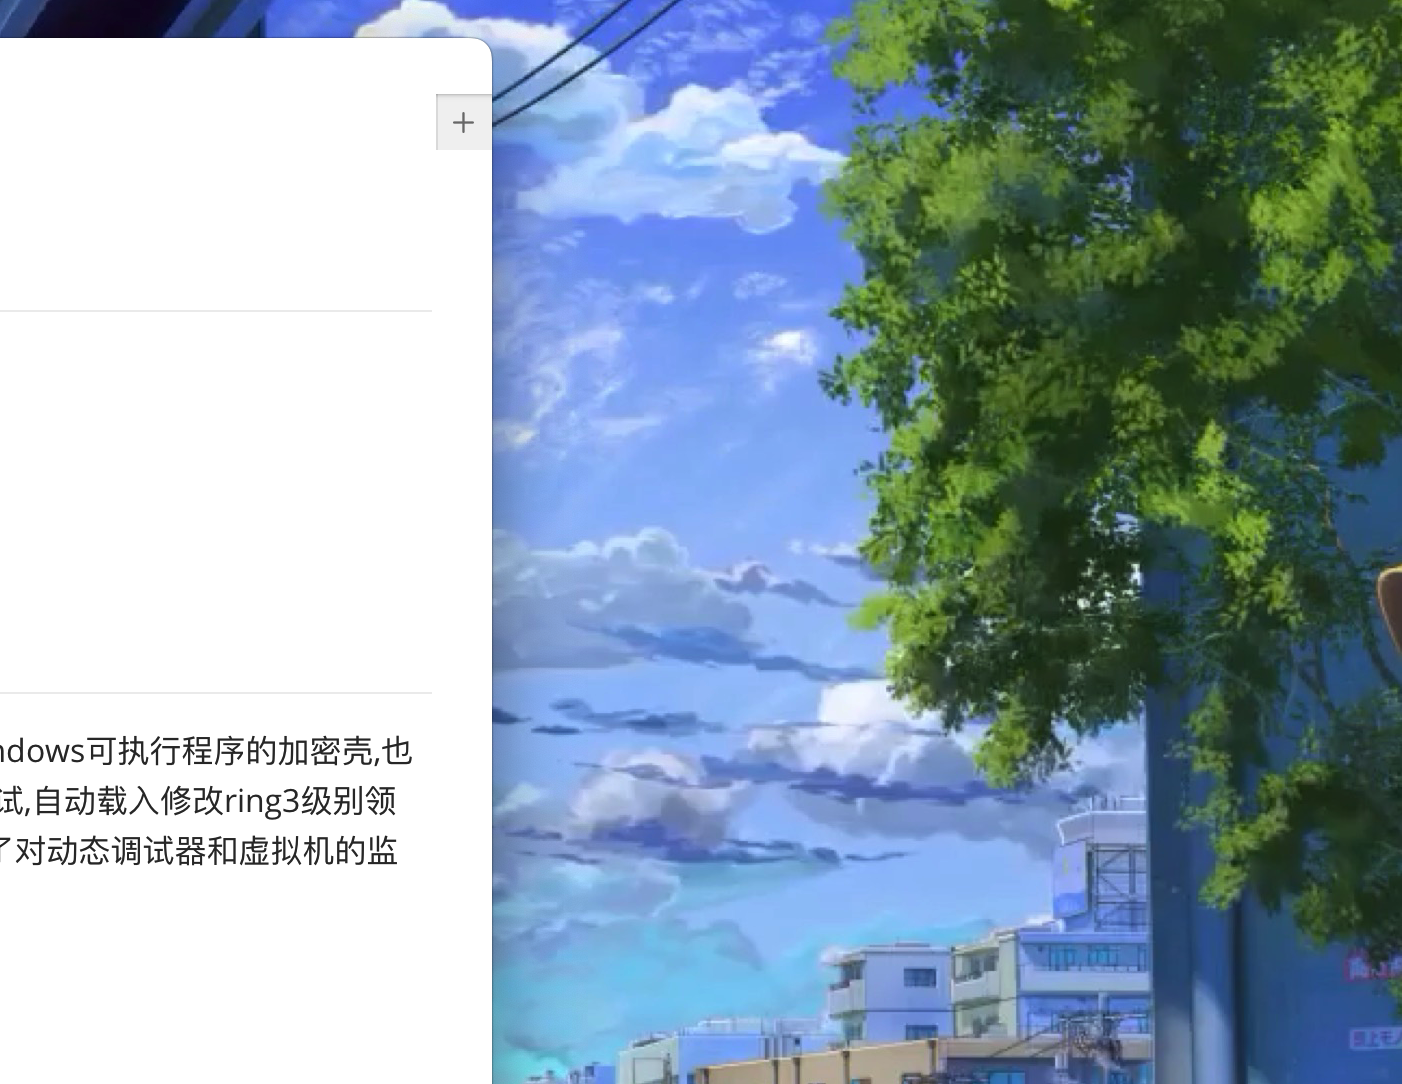 ndows可执行程序的加密壳,也
试,自动载入修改ring3级别领
了对动态调试器和虚拟机的监